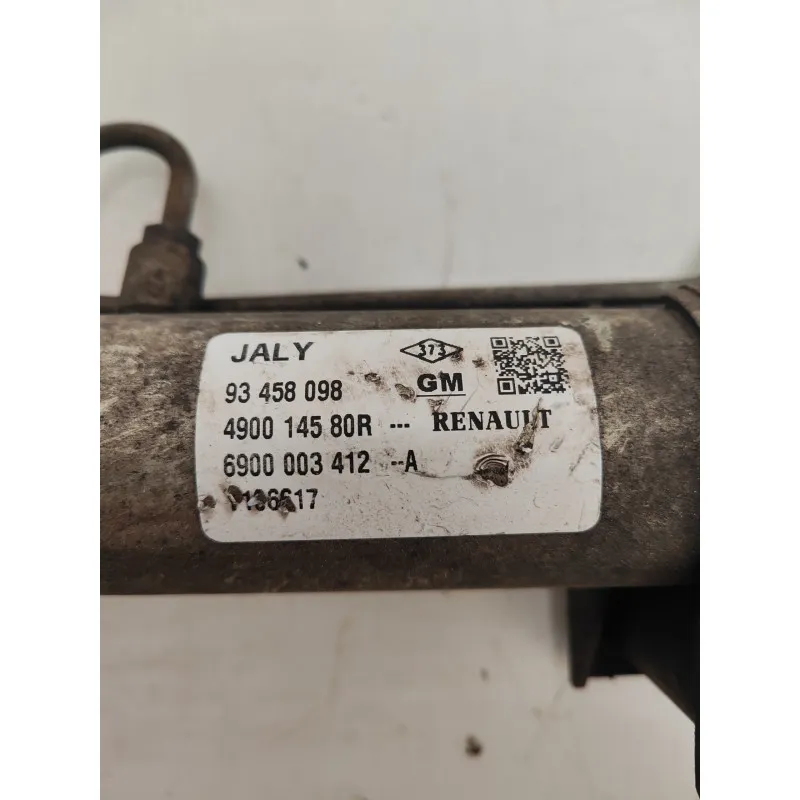 JALY 373
93 458 098 GM
4900 145 80R --- RENAULT
6900 003 412 --A